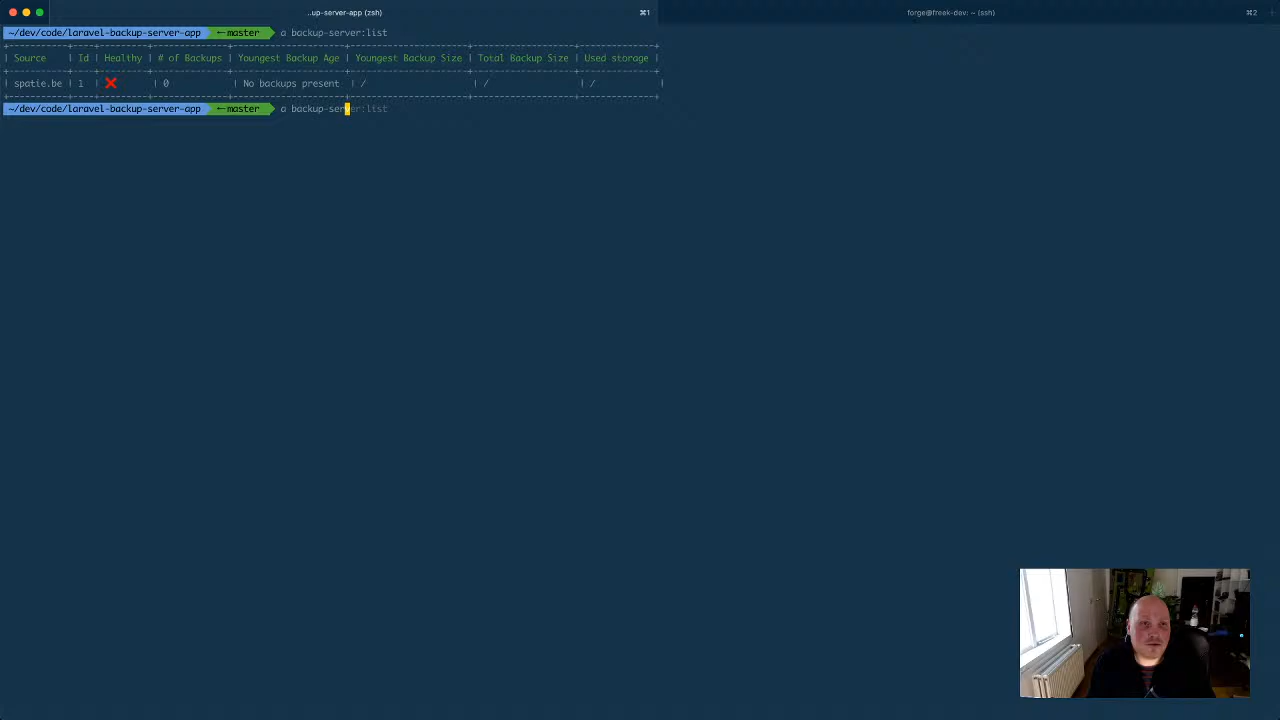 ..up-server-app (zsh) ⌘1 forge@freek-dev: ~ (ssh) ⌘2 +
~/dev/code/laravel-backup-server-app ←master a backup-server:list
| Source | Id | Healthy | # of Backups | Youngest Backup Age | Youngest Backup Size | Total Backup Size | Used storage |
| spatie.be | 1 | ❌ | 0 | No backups present | / | / | / |
~/dev/code/laravel-backup-server-app ←master a backup-server:list